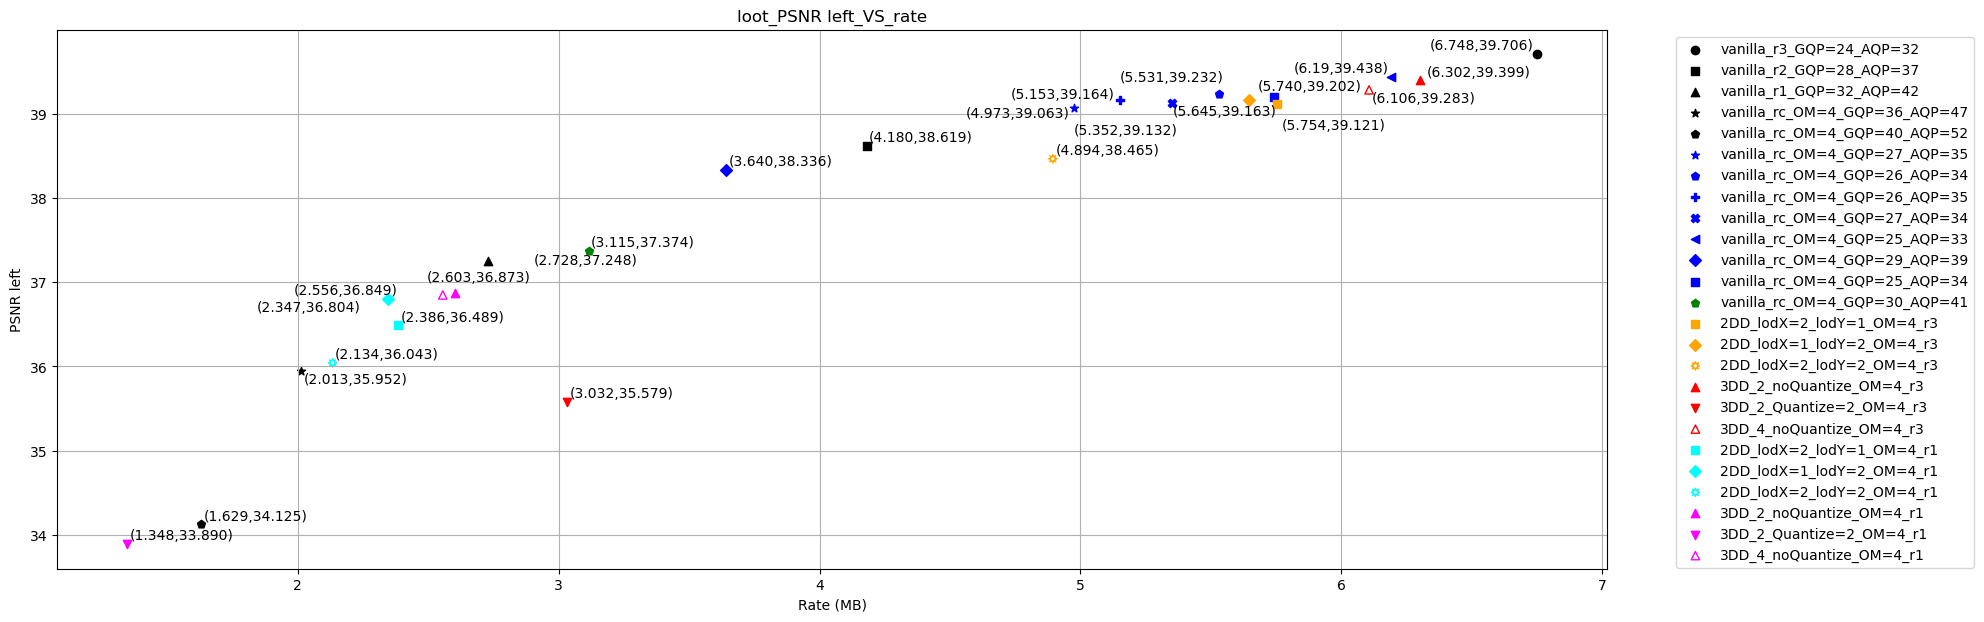 loot_PSNR left_VS_rate
(6.748,39.706)
(6.19,39.438)
(6.302,39.399)
(5.531,39.232)
(5.740,39.202)
(5.153,39.164)
(6.106,39.283)
(4.973,39.063)
(5.645,39.163)
(5.352,39.132)
(5.754,39.121)
(4.180,38.619)
(4.894,38.465)
(3.640,38.336)
(3.115,37.374)
(2.728,37.248)
(2.603,36.873)
(2.556,36.849)
(2.347,36.804)
(2.386,36.489)
(2.134,36.043)
(2.013,35.952)
(3.032,35.579)
(1.629,34.125)
(1.348,33.890)
39
38
37
36
35
34
PSNR left
2
3
4
5
6
7
Rate (MB)
vanilla_r3_GQP=24_AQP=32
vanilla_r2_GQP=28_AQP=37
vanilla_r1_GQP=32_AQP=42
vanilla_rc_OM=4_GQP=36_AQP=47
vanilla_rc_OM=4_GQP=40_AQP=52
vanilla_rc_OM=4_GQP=27_AQP=35
vanilla_rc_OM=4_GQP=26_AQP=34
vanilla_rc_OM=4_GQP=26_AQP=35
vanilla_rc_OM=4_GQP=27_AQP=34
vanilla_rc_OM=4_GQP=25_AQP=33
vanilla_rc_OM=4_GQP=29_AQP=39
vanilla_rc_OM=4_GQP=25_AQP=34
vanilla_rc_OM=4_GQP=30_AQP=41
2DD_lodX=2_lodY=1_OM=4_r3
2DD_lodX=1_lodY=2_OM=4_r3
2DD_lodX=2_lodY=2_OM=4_r3
3DD_2_noQuantize_OM=4_r3
3DD_2_Quantize=2_OM=4_r3
3DD_4_noQuantize_OM=4_r3
2DD_lodX=2_lodY=1_OM=4_r1
2DD_lodX=1_lodY=2_OM=4_r1
2DD_lodX=2_lodY=2_OM=4_r1
3DD_2_noQuantize_OM=4_r1
3DD_2_Quantize=2_OM=4_r1
3DD_4_noQuantize_OM=4_r1